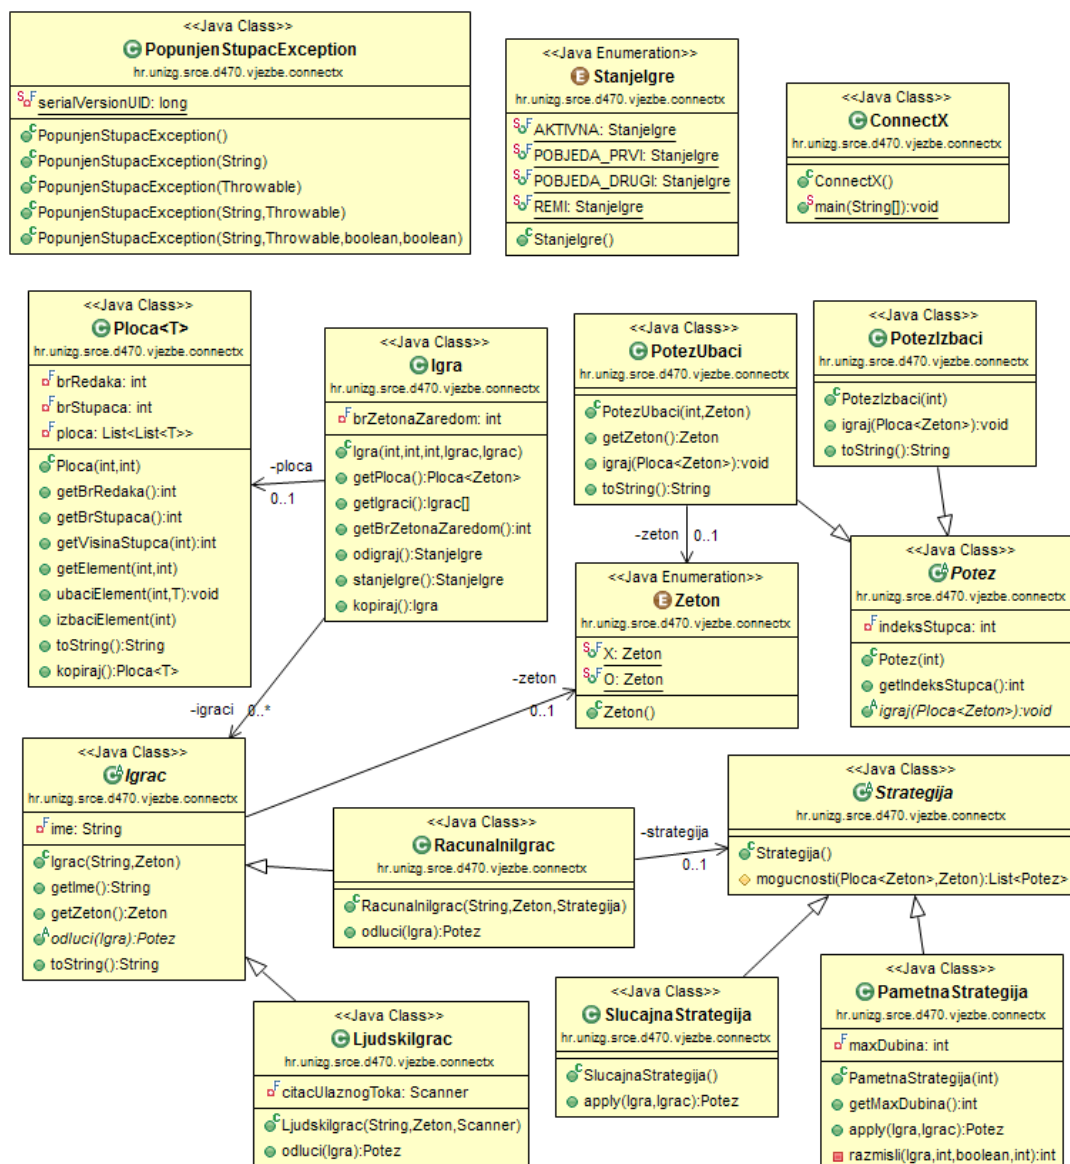 <<Java Class>>
PopunjenStupacException
hr.unizg.srce.d470.vjezbe.connectx
serialVersionUID: long
PopunjenStupacException()
PopunjenStupacException(String)
PopunjenStupacException(Throwable)
PopunjenStupacException(String,Throwable)
PopunjenStupacException(String,Throwable,boolean,boolean)
<<Java Enumeration>>
StanjeIgre
hr.unizg.srce.d470.vjezbe.connectx
AKTIVNA: StanjeIgre
POBJEDA_PRVI: StanjeIgre
POBJEDA_DRUGI: StanjeIgre
REMI: StanjeIgre
StanjeIgre()
<<Java Class>>
ConnectX
hr.unizg.srce.d470.vjezbe.connectx
ConnectX()
main(String[]):void
<<Java Class>>
Ploca<T>
hr.unizg.srce.d470.vjezbe.connectx
brRedaka: int
brStupaca: int
ploca: List<List<T>>
Ploca(int,int)
getBrRedaka():int
getBrStupaca():int
getVisinaStupca(int):int
getElement(int,int)
ubaciElement(int,T):void
izbaciElement(int)
toString():String
kopiraj():Ploca<T>
-ploca
0..1
<<Java Class>>
Igra
hr.unizg.srce.d470.vjezbe.connectx
brZetonaZaredom: int
Igra(int,int,int,Igrac,Igrac)
getPloca():Ploca<Zeton>
getIgraci():Igrac[]
getBrZetonaZaredom():int
odigraj():StanjeIgre
stanjeIgre():StanjeIgre
kopiraj():Igra
<<Java Class>>
PotezUbaci
hr.unizg.srce.d470.vjezbe.connectx
PotezUbaci(int,Zeton)
getZeton():Zeton
igraj(Ploca<Zeton>):void
toString():String
<<Java Class>>
PotezIzbaci
hr.unizg.srce.d470.vjezbe.connectx
PotezIzbaci(int)
igraj(Ploca<Zeton>):void
toString():String
-zeton 0..1
<<Java Enumeration>>
Zeton
hr.unizg.srce.d470.vjezbe.connectx
X: Zeton
O: Zeton
Zeton()
<<Java Class>>
Potez
hr.unizg.srce.d470.vjezbe.connectx
indeksStupca: int
Potez(int)
getIndeksStupca():int
igraj(Ploca<Zeton>):void
-igraci 0..*
-zeton
0..1
<<Java Class>>
Igrac
hr.unizg.srce.d470.vjezbe.connectx
ime: String
Igrac(String,Zeton)
getIme():String
getZeton():Zeton
odluci(Igra):Potez
toString():String
<<Java Class>>
RacunalniIgrac
hr.unizg.srce.d470.vjezbe.connectx
RacunalniIgrac(String,Zeton,Strategija)
odluci(Igra):Potez
-strategija
0..1
<<Java Class>>
Strategija
hr.unizg.srce.d470.vjezbe.connectx
Strategija()
mogucnosti(Ploca<Zeton>,Zeton):List<Potez>
<<Java Class>>
LjudskiIgrac
hr.unizg.srce.d470.vjezbe.connectx
citacUlaznogToka: Scanner
LjudskiIgrac(String,Zeton,Scanner)
odluci(Igra):Potez
<<Java Class>>
SlucajnaStrategija
hr.unizg.srce.d470.vjezbe.connectx
SlucajnaStrategija()
apply(Igra,Igrac):Potez
<<Java Class>>
PametnaStrategija
hr.unizg.srce.d470.vjezbe.connectx
maxDubina: int
PametnaStrategija(int)
getMaxDubina():int
apply(Igra,Igrac):Potez
razmisli(Igra,int,boolean,int):int